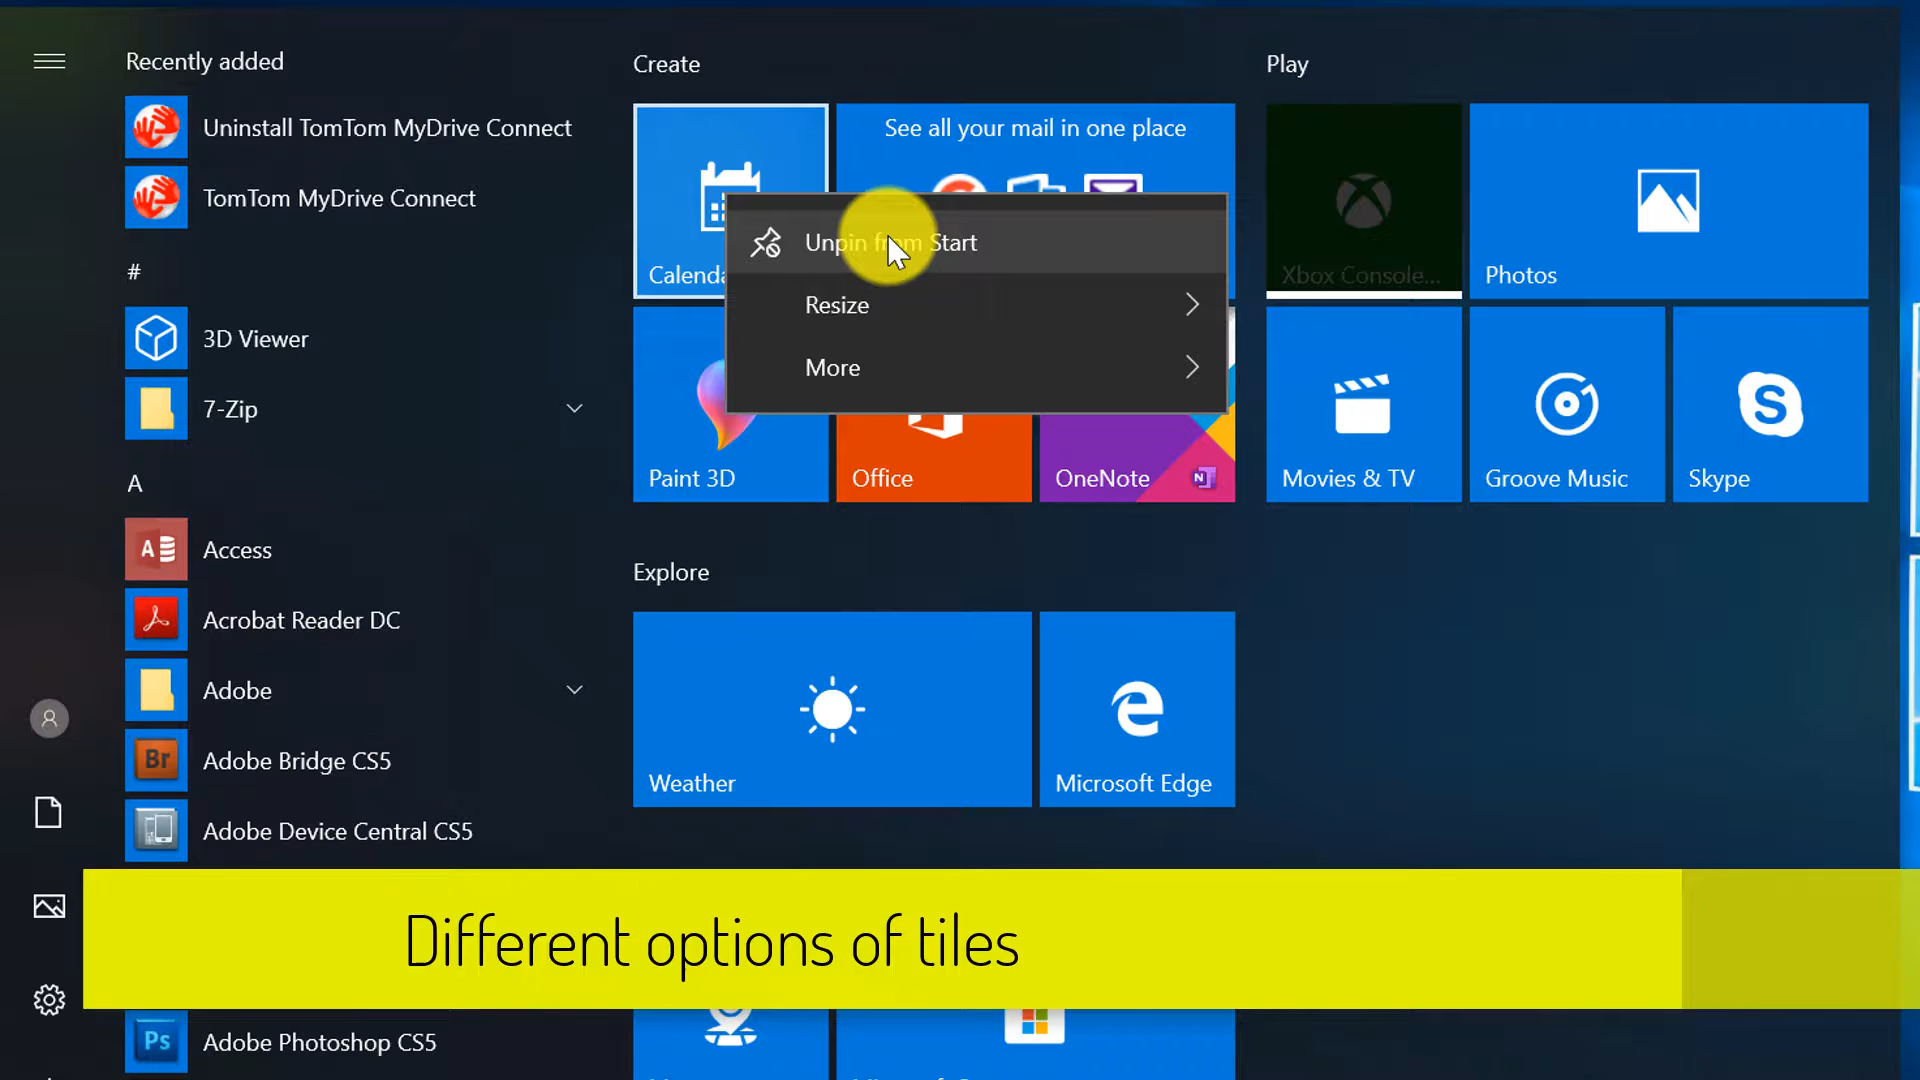 Recently added
Uninstall TomTom MyDrive Connect
TomTom MyDrive Connect
#
3D Viewer
7-Zip
A
Access
Acrobat Reader DC
Adobe
Br
Adobe Bridge CS5
Adobe Device Central CS5
Ps
Adobe Photoshop CS5
Create
See all your mail in one place
Unpin from Start
Resize
More
Paint 3D
Office
OneNote
N
Play
Xbox Console...
Photos
Movies & TV
Groove Music
Skype
Explore
Weather
Microsoft Edge
Different options of tiles